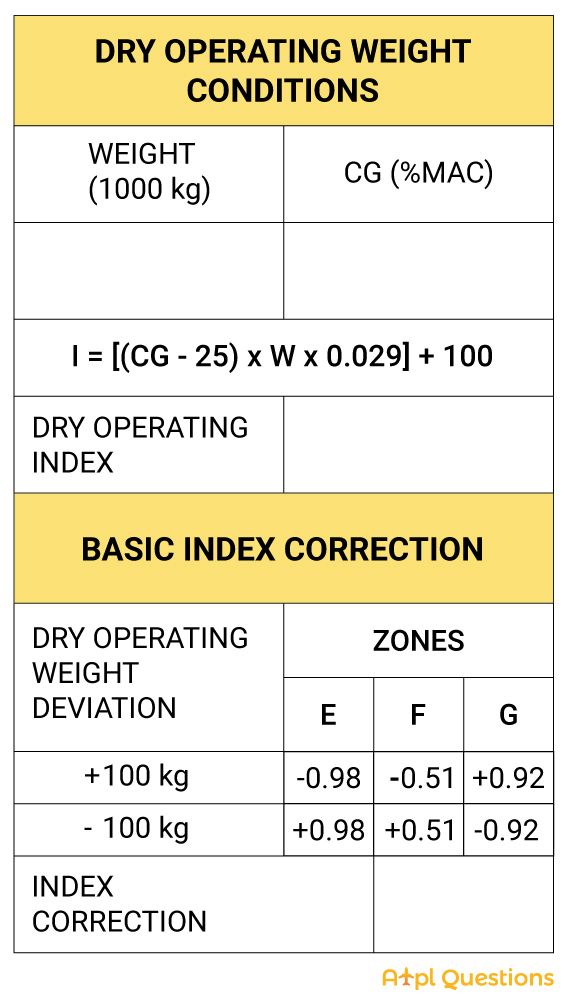 DRY OPERATING WEIGHT
CONDITIONS
WEIGHT
(1000 kg)
CG (%MAC)
I = [(CG - 25) x W x 0.029] + 100
DRY OPERATING
INDEX
BASIC INDEX CORRECTION
DRY OPERATING
WEIGHT
DEVIATION
ZONES
E F G
+100 kg -0.98 -0.51 +0.92
- 100 kg +0.98 +0.51 -0.92
INDEX
CORRECTION
Atpl Questions